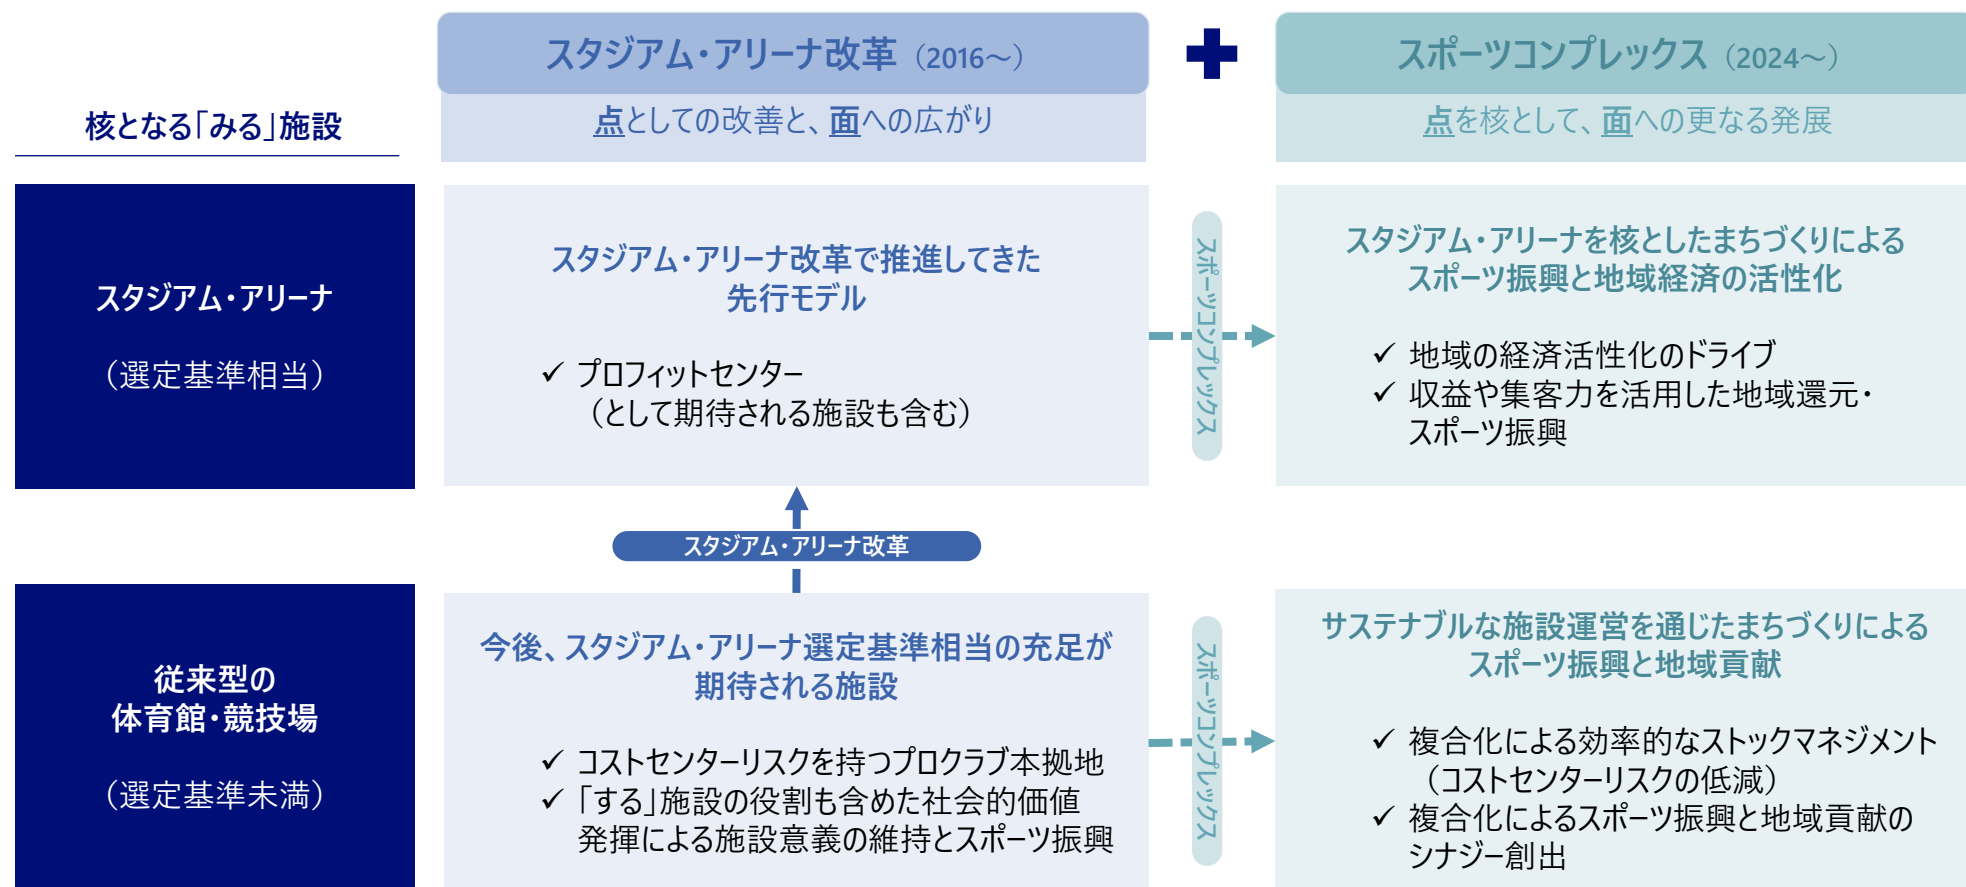 スタジアム・アリーナ改革（2016～）
スポーツコンプレックス（2024～）
核となる「みる」施設
点としての改善と、面への広がり
点を核として、面への更なる発展
スタジアム・アリーナ
（選定基準相当）
スタジアム・アリーナ改革で推進してきた
先行モデル
✓ プロフィットセンター
（として期待される施設も含む）
スポーツコンプレックス
スタジアム・アリーナを核としたまちづくりによる
スポーツ振興と地域経済の活性化
✓ 地域の経済活性化のドライブ
✓ 収益や集客力を活用した地域還元・
スポーツ振興
スタジアム・アリーナ改革
従来型の
体育館・競技場
（選定基準未満）
今後、スタジアム・アリーナ選定基準相当の充足が
期待される施設
✓ コストセンターリスクを持つプロクラブ本拠地
✓ 「する」施設の役割も含めた社会的価値
発揮による施設意義の維持とスポーツ振興
スポーツコンプレックス
サステナブルな施設運営を通じたまちづくりによる
スポーツ振興と地域貢献
✓ 複合化による効率的なストックマネジメント
（コストセンターリスクの低減）
✓ 複合化によるスポーツ振興と地域貢献の
シナジー創出